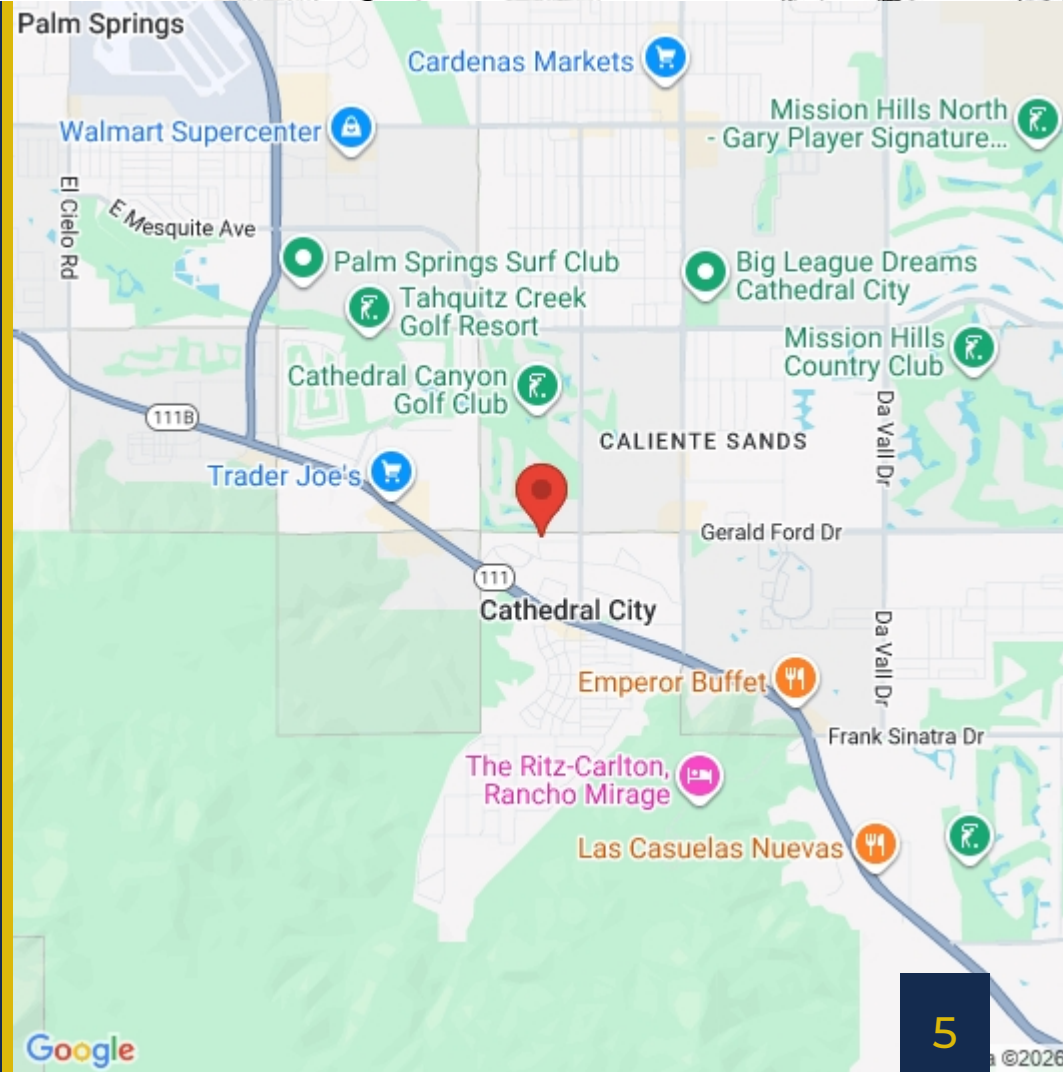 Palm Springs
Cardenas Markets
Mission Hills North
- Gary Player Signature...
Walmart Supercenter
El Cielo Rd
E Mesquite Ave
Palm Springs Surf Club
Big League Dreams
Cathedral City
Tahquitz Creek
Golf Resort
Mission Hills
Country Club
Cathedral Canyon
Golf Club
111B
Da Vall Dr
CALIENTE SANDS
Trader Joe's
Gerald Ford Dr
111
Cathedral City
Da Vall Dr
Emperor Buffet
Frank Sinatra Dr
The Ritz-Carlton,
Rancho Mirage
Las Casuelas Nuevas
5
Google
©2026